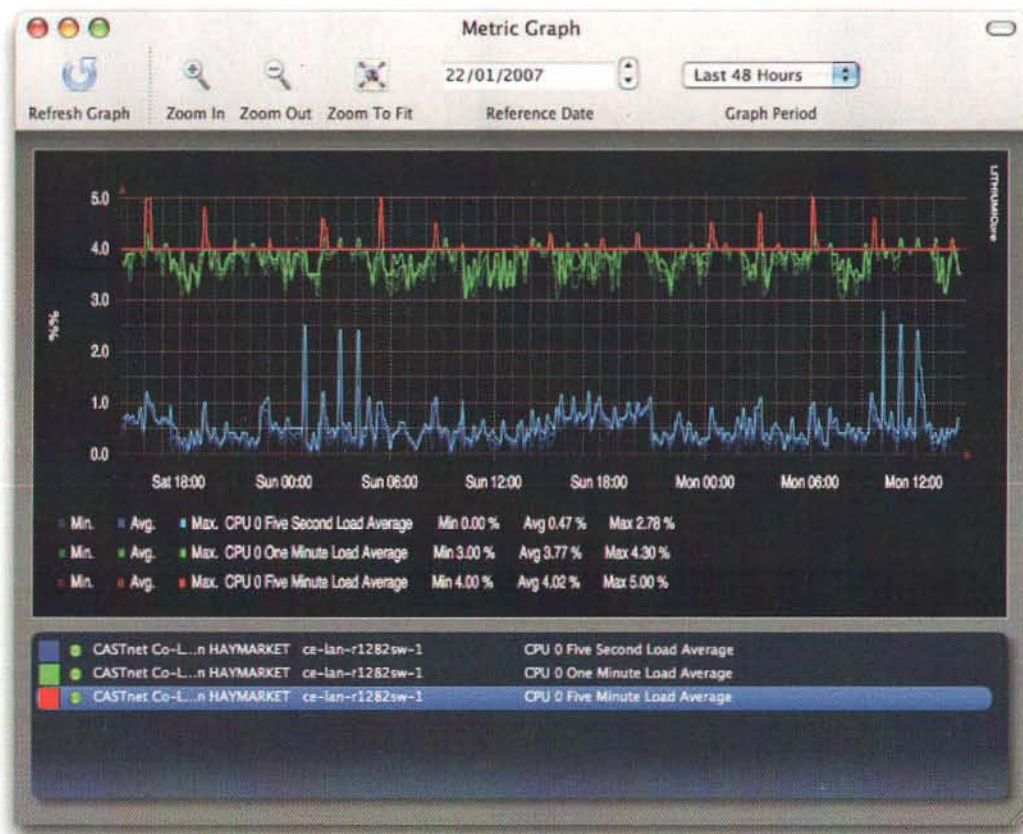 Metric Graph
22/01/2007 Last 48 Hours
Refresh Graph Zoom In Zoom Out Zoom To Fit Reference Date Graph Period
LITHIUMCore
5.0
4.0
3.0
%%
2.0
1.0
0.0
Sat 18:00 Sun 00:00 Sun 06:00 Sun 12:00 Sun 18:00 Mon 00:00 Mon 06:00 Mon 12:00
Min. Avg. Max. CPU 0 Five Second Load Average Min 0.00 % Avg 0.47 % Max 2.78 %
Min. Avg. Max. CPU 0 One Minute Load Average Min 3.00 % Avg 3.77 % Max 4.30 %
Min. Avg. Max. CPU 0 Five Minute Load Average Min 4.00 % Avg 4.02 % Max 5.00 %
CASTnet Co-L...n HAYMARKET ce-lan-r1282sw-1 CPU 0 Five Second Load Average
CASTnet Co-L...n HAYMARKET ce-lan-r1282sw-1 CPU 0 One Minute Load Average
CASTnet Co-L...n HAYMARKET ce-lan-r1282sw-1 CPU 0 Five Minute Load Average